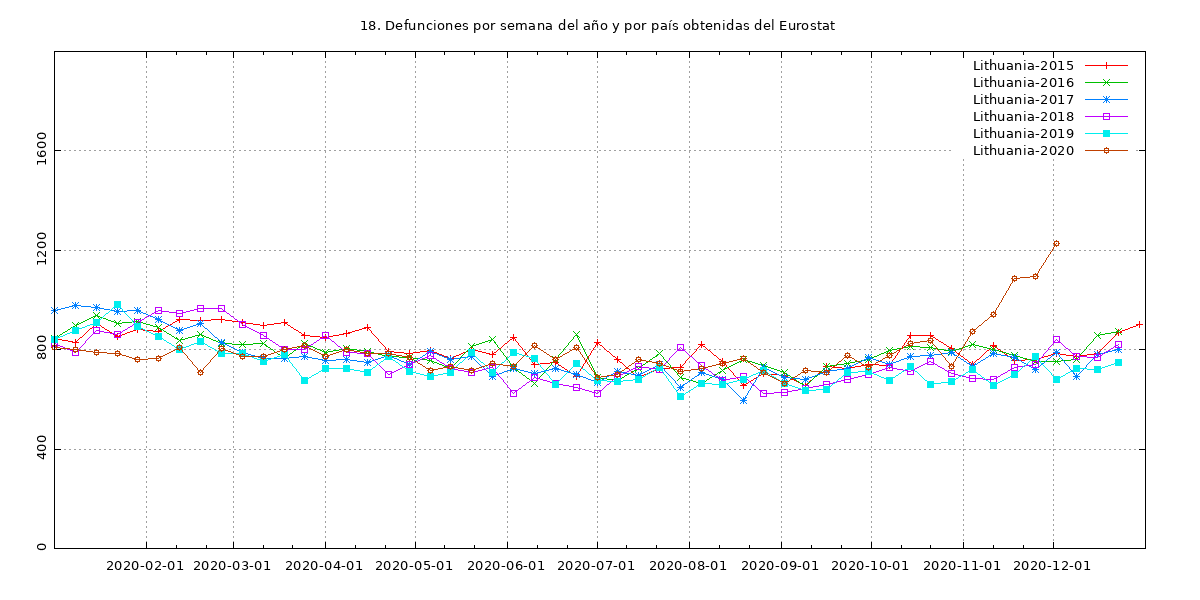 18. Defunciones por semana del año y por país obtenidas del Eurostat
Lithuania-2015
Lithuania-2016
Lithuania-2017
Lithuania-2018
Lithuania-2019
Lithuania-2020
1600
1200
800
400
0
2020-02-01 2020-03-01 2020-04-01 2020-05-01 2020-06-01 2020-07-01 2020-08-01 2020-09-01 2020-10-01 2020-11-01 2020-12-01